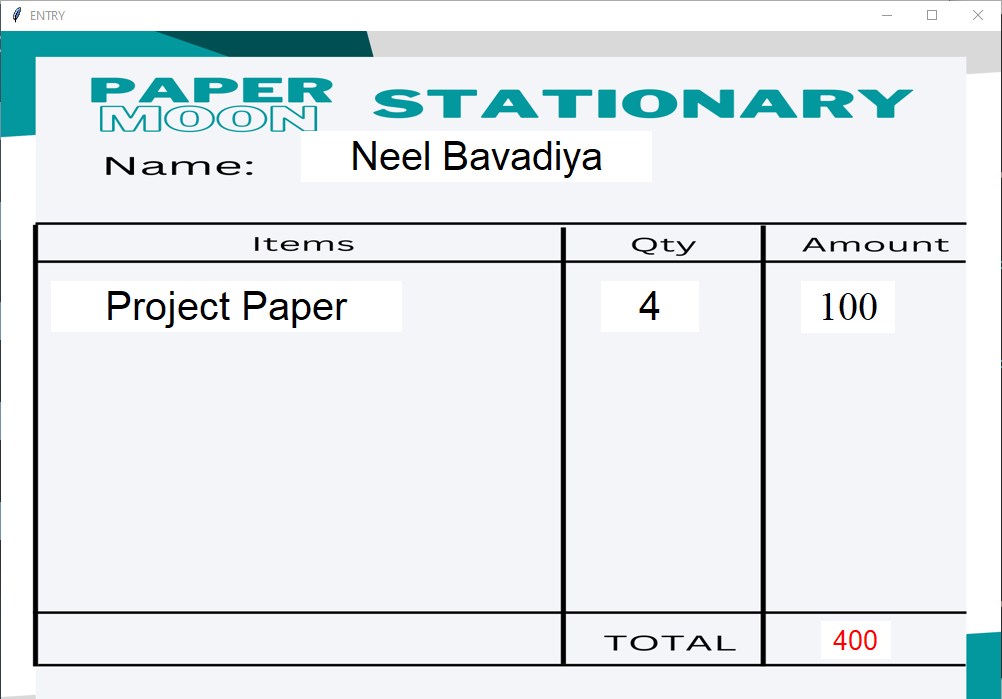 ENTRY
PAPER
MOON
STATIONARY
Name: Neel Bavadiya
Items Qty Amount
Project Paper 4 100
TOTAL 400